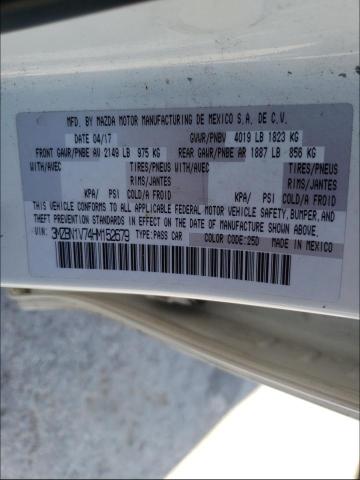 MFD. BY MAZDA MOTOR MANUFACTURING DE MEXICO S.A. DE C.V.
DATE 04/17 GVWR/PNBV 4019 LB 1823 KG
FRONT GAWR/PNBE AV 2149 LB 975 KG REAR GAWR/PNBE AR 1887 LB 856 KG
WITH/AVEC TIRES/PNEUS WITH/AVEC TIRES/PNEUS
RIMS/JANTES RIMS/JANTES
KPA/ PSI COLD/A FROID KPA/ PSI COLD/A FROID
THIS VEHICLE CONFORMS TO ALL APPLICABLE FEDERAL MOTOR VEHICLE SAFETY, BUMPER, AND
THEFT PREVENTION STANDARDS IN EFFECT ON THE DATE OF MANUFACTURE SHOWN ABOVE.
VIN: 3MZBN1V74HM152679 TYPE:PASS CAR COLOR CODE:25D MADE IN MEXICO